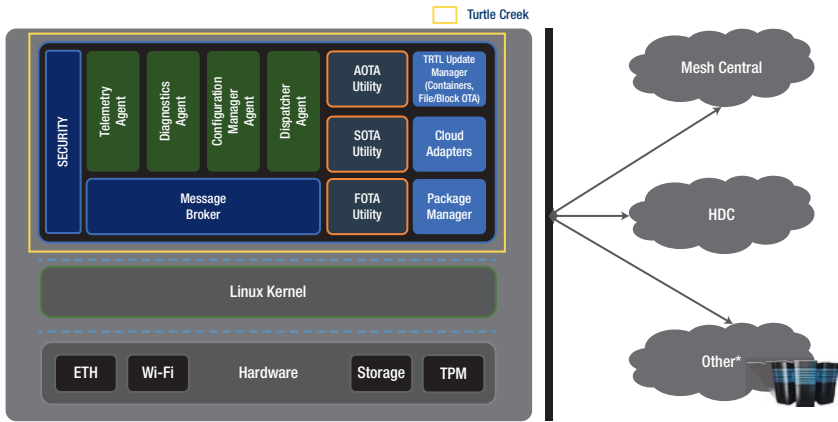 Turtle Creek
SECURITY
Telemetry
Agent
Diagnostics
Agent
Configuration
Manager
Agent
Dispatcher
Agent
Message
Broker
AOTA
Utility
SOTA
Utility
FOTA
Utility
TRTL Update
Manager
(Containers,
File/Block OTA)
Cloud
Adapters
Package
Manager
Linux Kernel
ETH
Wi-Fi
Hardware
Storage
TPM
Mesh Central
HDC
Other*